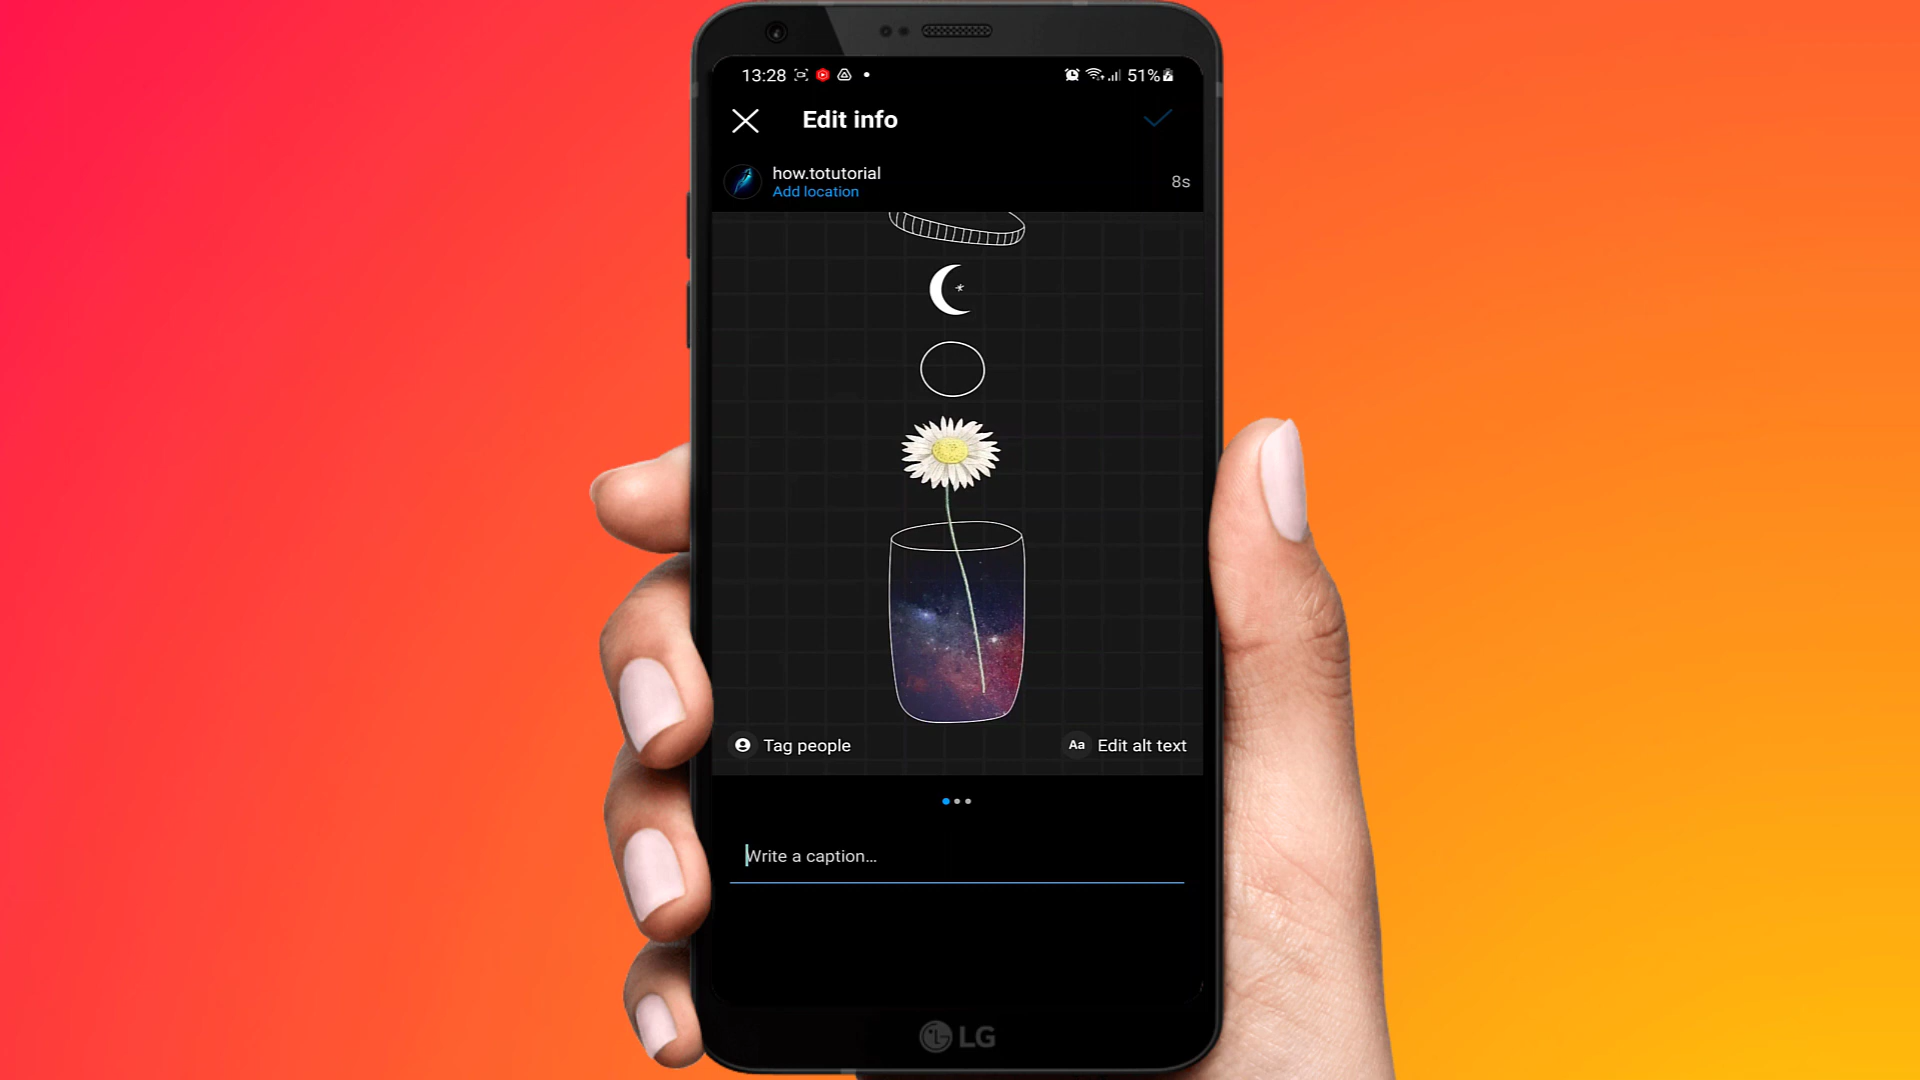 13:28 51%
Edit info
how.totutorial
Add location
8s
Tag people
Aa Edit alt text
Write a caption...
LG